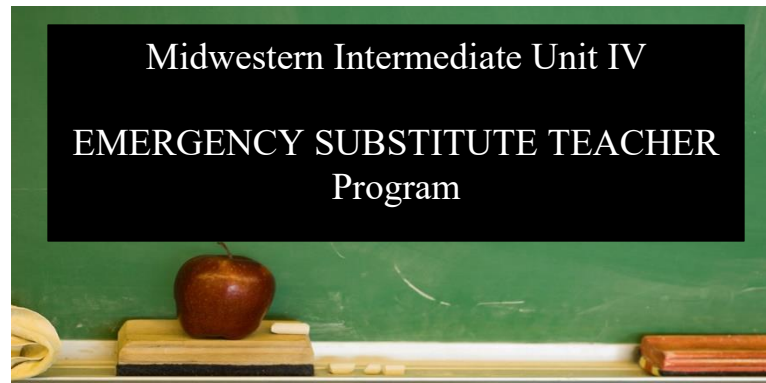 Midwestern Intermediate Unit IV
EMERGENCY SUBSTITUTE TEACHER
Program